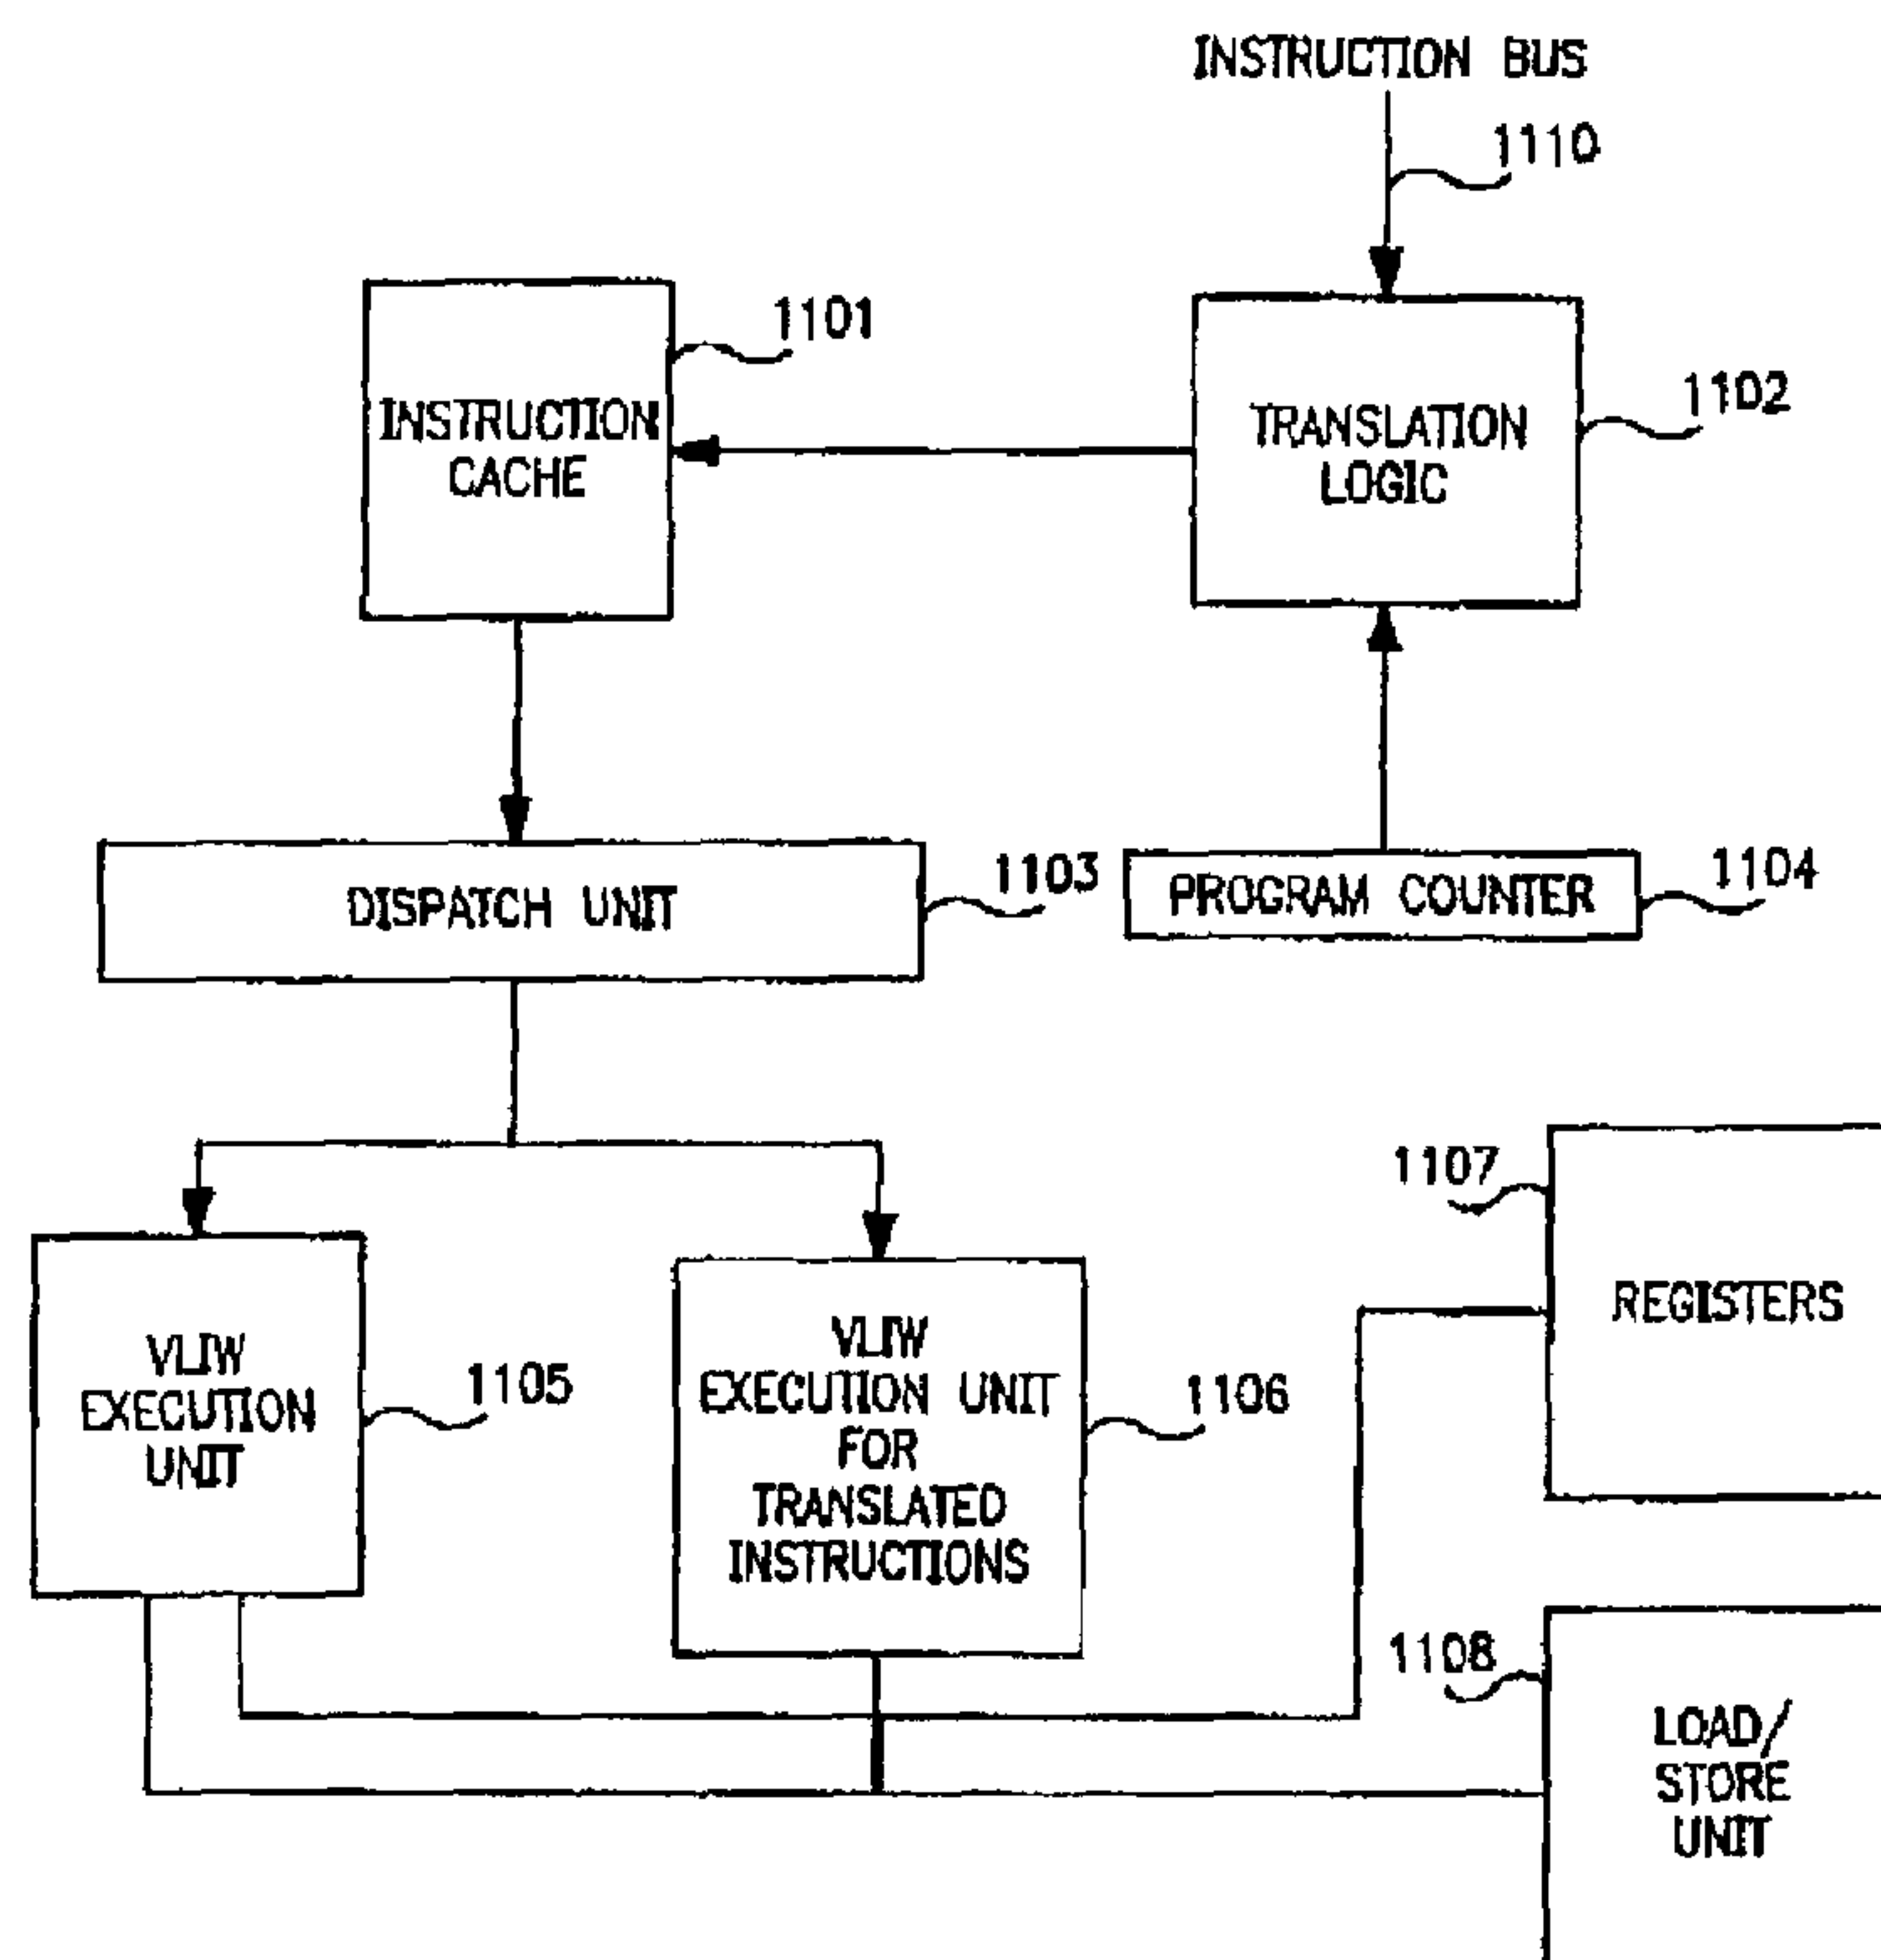 INSTRUCTION BUS
1110
1101
INSTRUCTION
CACHE
1102
TRANSLATION
LOGIC
DISPATCH UNIT
1103
PROGRAM COUNTER
1104
VLIW
EXECUTION
UNIT
1105
VLIW
EXECUTION UNIT
FOR
TRANSLATED
INSTRUCTIONS
1106
1107
REGISTERS
1108
LOAD/
STORE
UNIT